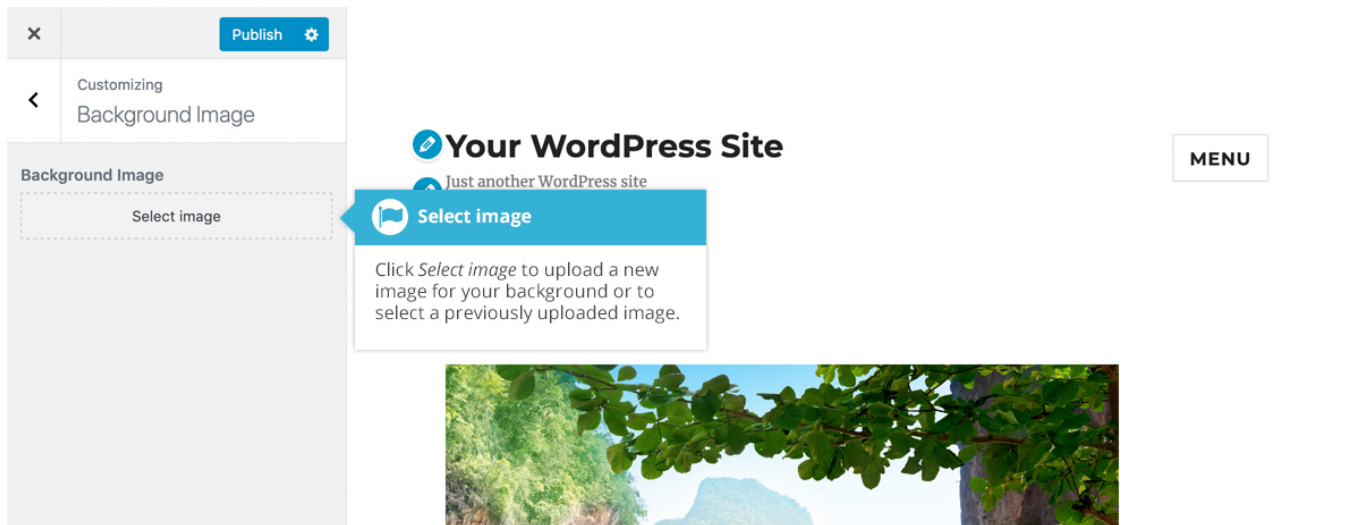 Publish
Customizing
Background Image
Background Image
Select image
Your WordPress Site
Just another WordPress site
MENU
Select image
Click Select image to upload a new
image for your background or to
select a previously uploaded image.